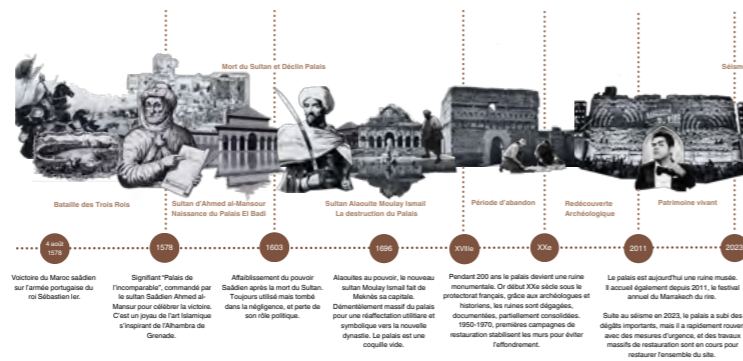 Mort du Sultan et Déclin Palais
Séism
Bataille des Trois Rois
Sultan d'Ahmed al-Mansour
Naissance du Palais El Badi
Sultan Alaouite Moulay Ismail
La destruction du Palais
Période d'abandon
Redécouverte
Archéologique
Patrimoine vivant
4 août
1578
1578
1603
1696
XVIIIe
XXe
2011
2023
Voictoire du Maroc saâdien
sur l'armée portugaise du
roi Sébastien Ier.
Signifiant "Palais de
l'incomparable", commandé par
le sultan Saâdien Ahmed al-
Mansur pour célébrer la victoire.
C'est un joyau de l'art Islamique
s'inspirant de l'Alhambra de
Grenade.
Affaiblissement du pouvoir
Saâdien après la mort du Sultan.
Toujours utilisé mais tombé
dans la négligence, et parte de
son rôle politique.
Alaouites au pouvoir, le nouveau
sultan Moulay Ismail fait de
Meknès sa capitale.
Démentèlement massif du palais
pour une réaffectation utilitaire et
symbolique vers la nouvelle
dynastie. Le palais est une
coquille vide.
Pendant 200 ans le palais devient une ruine
monumentale. Or début XXe siècle sous le
protectorat français, grâce aux archéologues et
historiens, les ruines sont dégagées,
documentées, partiellement consolidées.
1950-1970, premières campagnes de
restauration stabilisent les murs pour éviter
l'effondrement.
Le palais est aujourd'hui une ruine musée.
Il accueil également depuis 2011, le festival
annuel du Marrakech du rire.
Suite au séisme en 2023, le palais a subi des
dégâts importants, mais il a rapidement rouver
avec des mesures d'urgence, et des travaux
massifs de restauration sont en cours pour
restaurer l'ensemble du site.